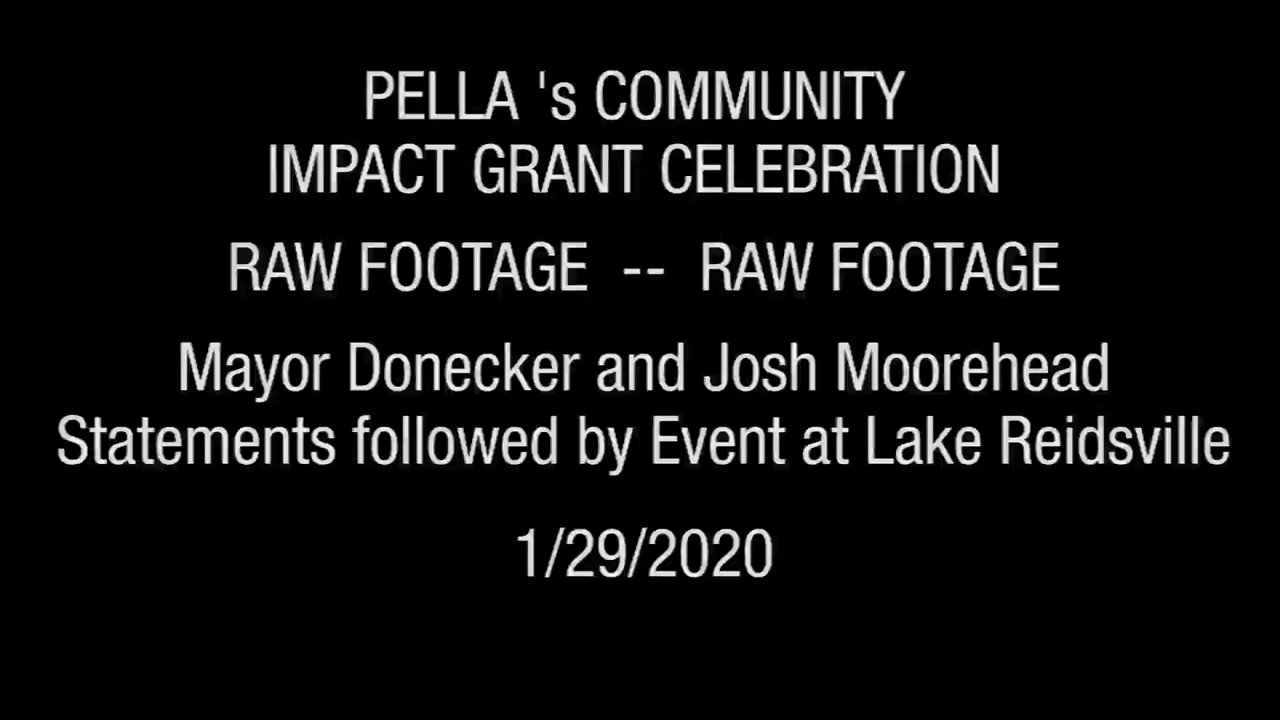 PELLA 's COMMUNITY
IMPACT GRANT CELEBRATION
RAW FOOTAGE -- RAW FOOTAGE
Mayor Donecker and Josh Moorehead
Statements followed by Event at Lake Reidsville
1/29/2020